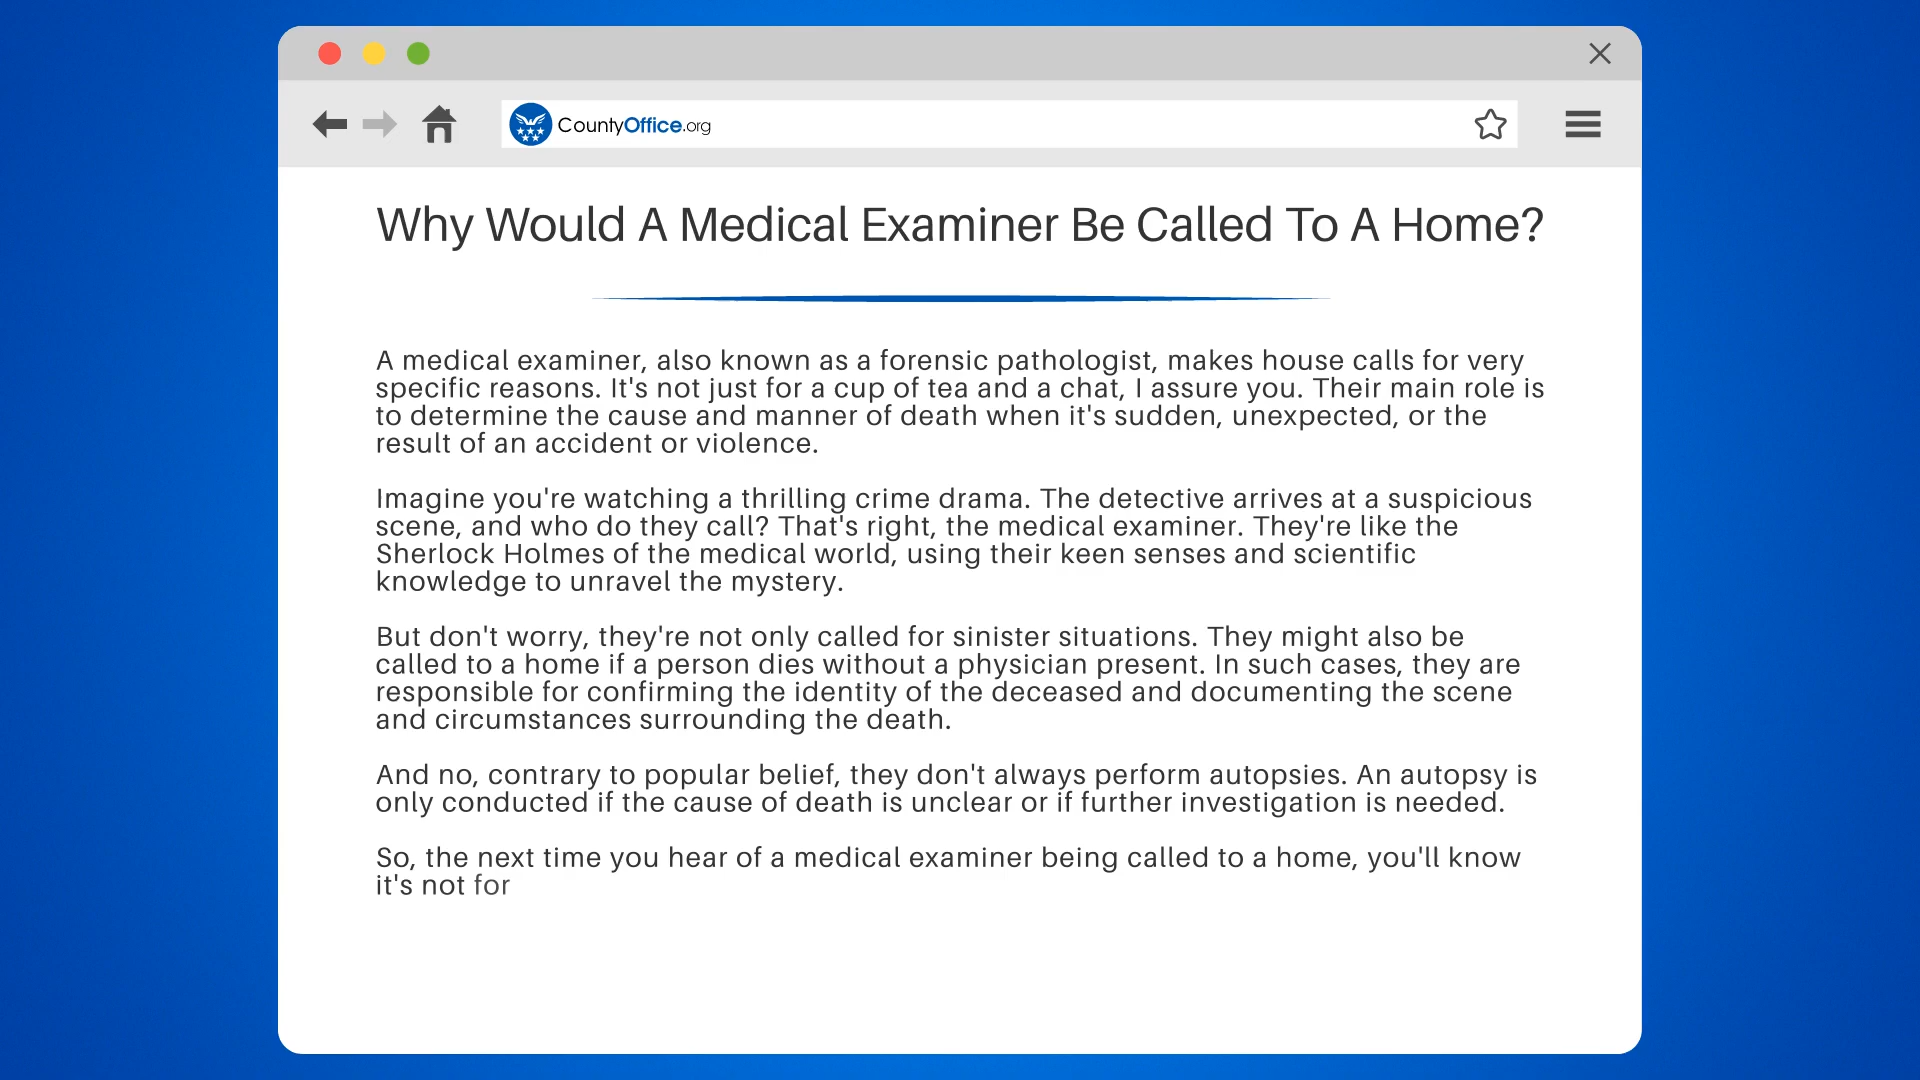 CountyOffice.org
Why Would A Medical Examiner Be Called To A Home?
A medical examiner, also known as a forensic pathologist, makes house calls for very
specific reasons. It's not just for a cup of tea and a chat, I assure you. Their main role is
to determine the cause and manner of death when it's sudden, unexpected, or the
result of an accident or violence.
Imagine you're watching a thrilling crime drama. The detective arrives at a suspicious
scene, and who do they call? That's right, the medical examiner. They're like the
Sherlock Holmes of the medical world, using their keen senses and scientific
knowledge to unravel the mystery.
But don't worry, they're not only called for sinister situations. They might also be
called to a home if a person dies without a physician present. In such cases, they are
responsible for confirming the identity of the deceased and documenting the scene
and circumstances surrounding the death.
And no, contrary to popular belief, they don't always perform autopsies. An autopsy is
only conducted if the cause of death is unclear or if further investigation is needed.
So, the next time you hear of a medical examiner being called to a home, you'll know
it's not for